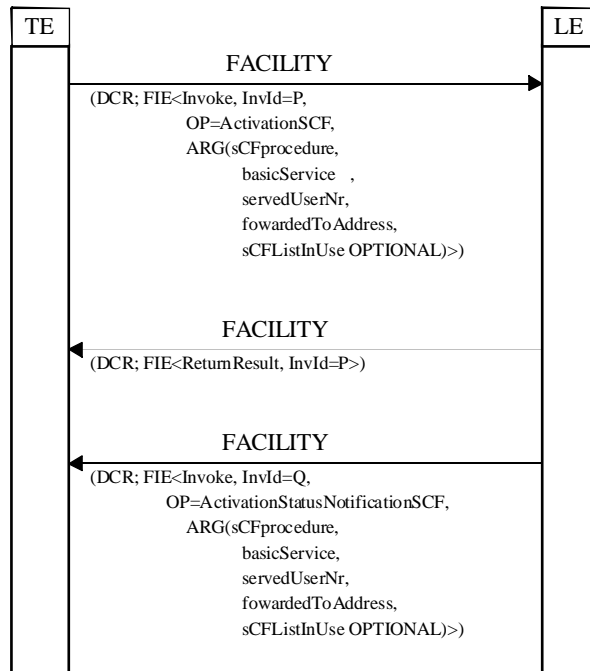 TE
LE
FACILITY
(DCR; FIE<Invoke, InvId=P,
OP=ActivationSCF,
ARG(sCFprocedure,
basicService ,
servedUserNr,
fowardedToAddress,
sCFListInUse OPTIONAL)>)
FACILITY
(DCR; FIE<ReturnResult, InvId=P>)
FACILITY
(DCR; FIE<Invoke, InvId=Q,
OP=ActivationStatusNotificationSCF,
ARG(sCFprocedure,
basicService,
servedUserNr,
fowardedToAddress,
sCFListInUse OPTIONAL)>)